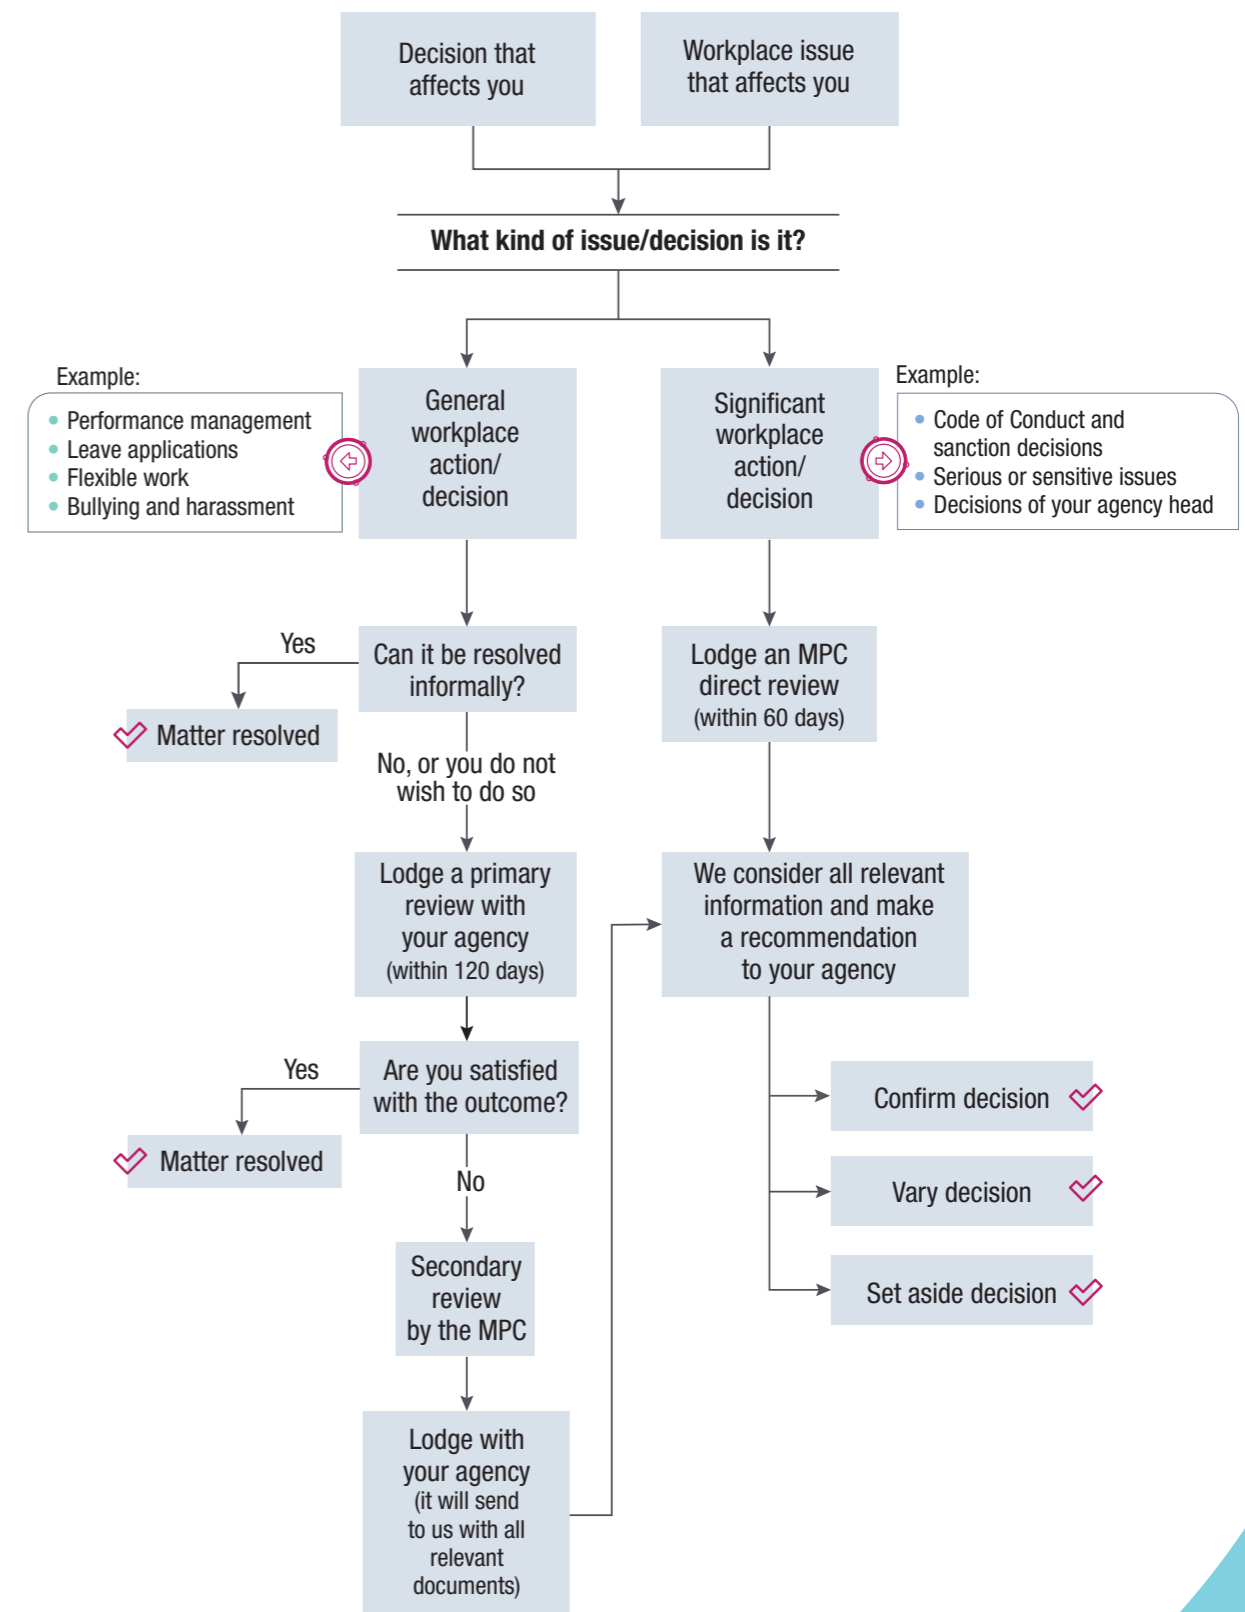 Decision that
affects you
Workplace issue
that affects you
What kind of issue/decision is it?
Example:
• Performance management
• Leave applications
• Flexible work
• Bullying and harassment
General
workplace
action/
decision
Significant
workplace
action/
decision
Example:
• Code of Conduct and
sanction decisions
• Serious or sensitive issues
• Decisions of your agency head
Yes
Can it be resolved
informally?
Matter resolved
No, or you do not
wish to do so
Lodge an MPC
direct review
(within 60 days)
Lodge a primary
review with
your agency
(within 120 days)
We consider all relevant
information and make
a recommendation
to your agency
Yes
Are you satisfied
with the outcome?
Matter resolved
No
Secondary
review
by the MPC
Lodge with
your agency
(it will send
to us with all
relevant
documents)
Confirm decision
Vary decision
Set aside decision